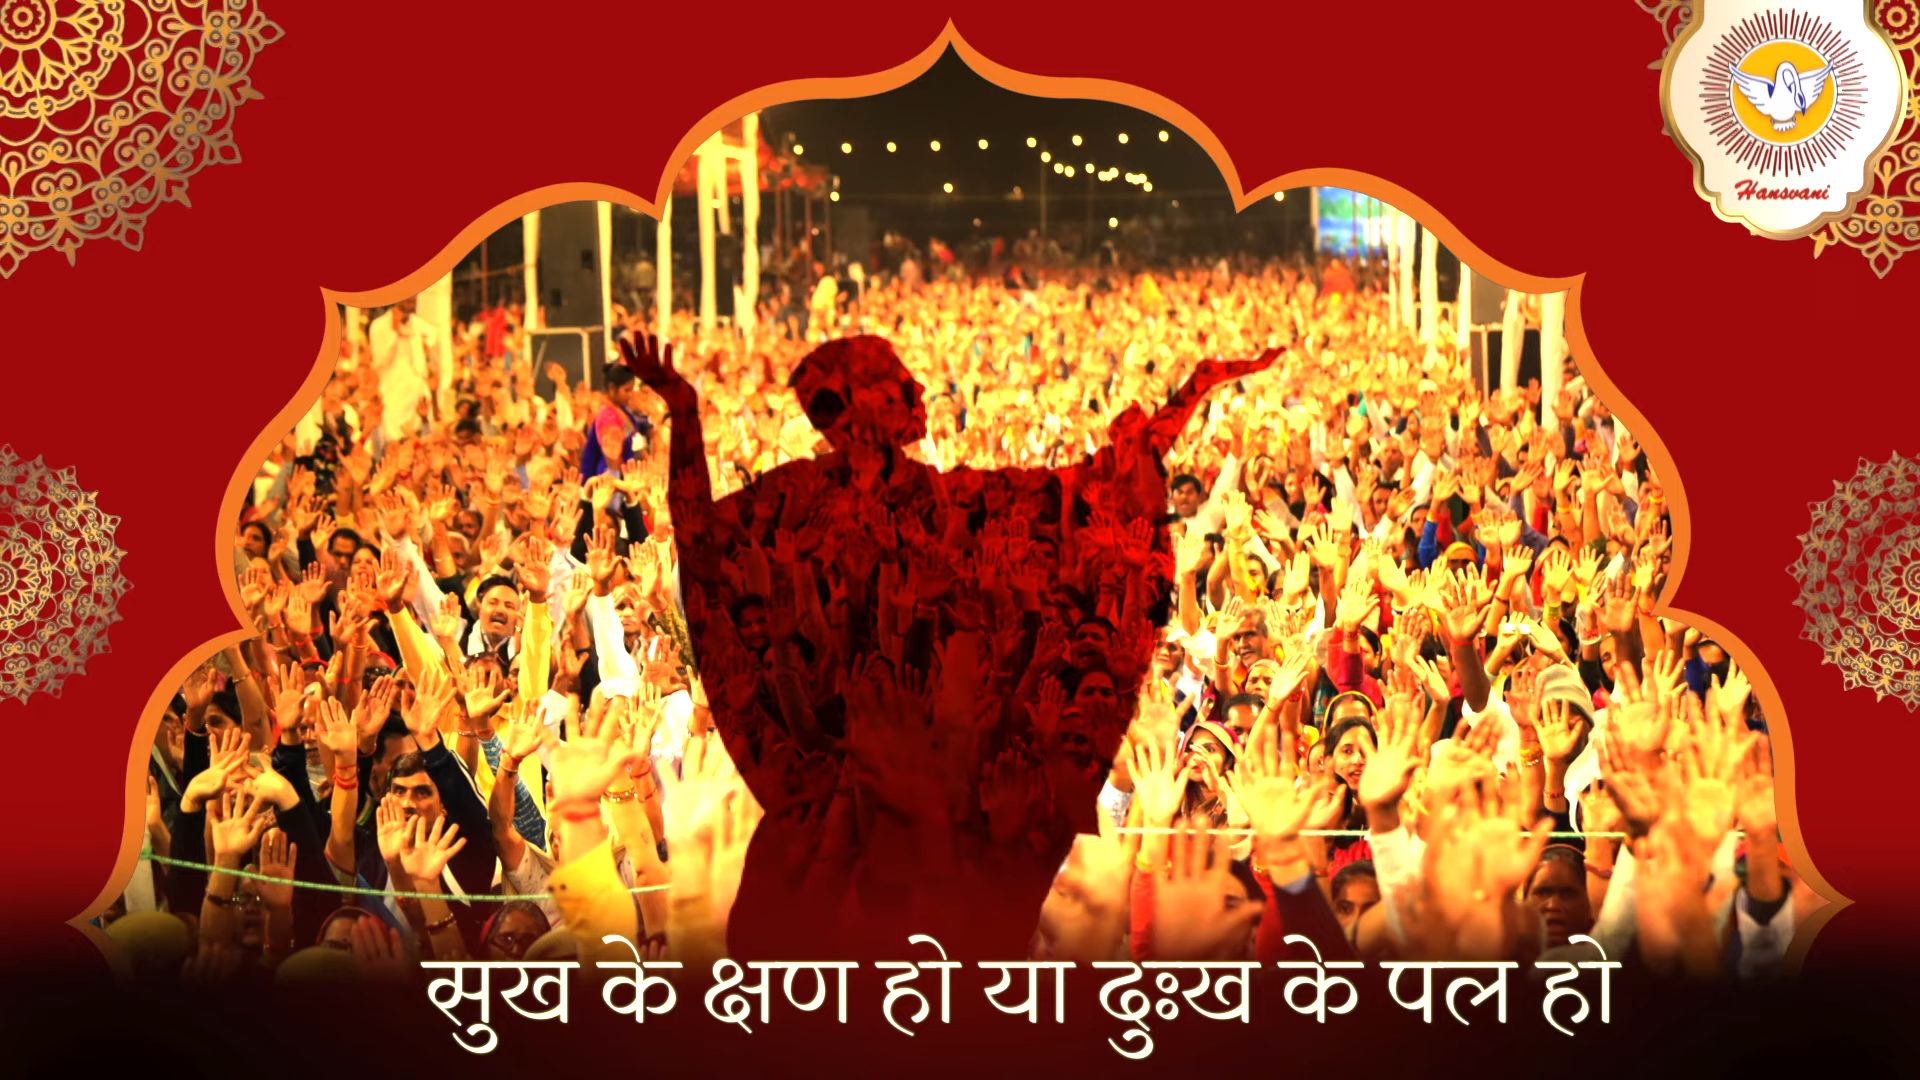 Hansvani
सुख के क्षण हो या दुःख के पल हो